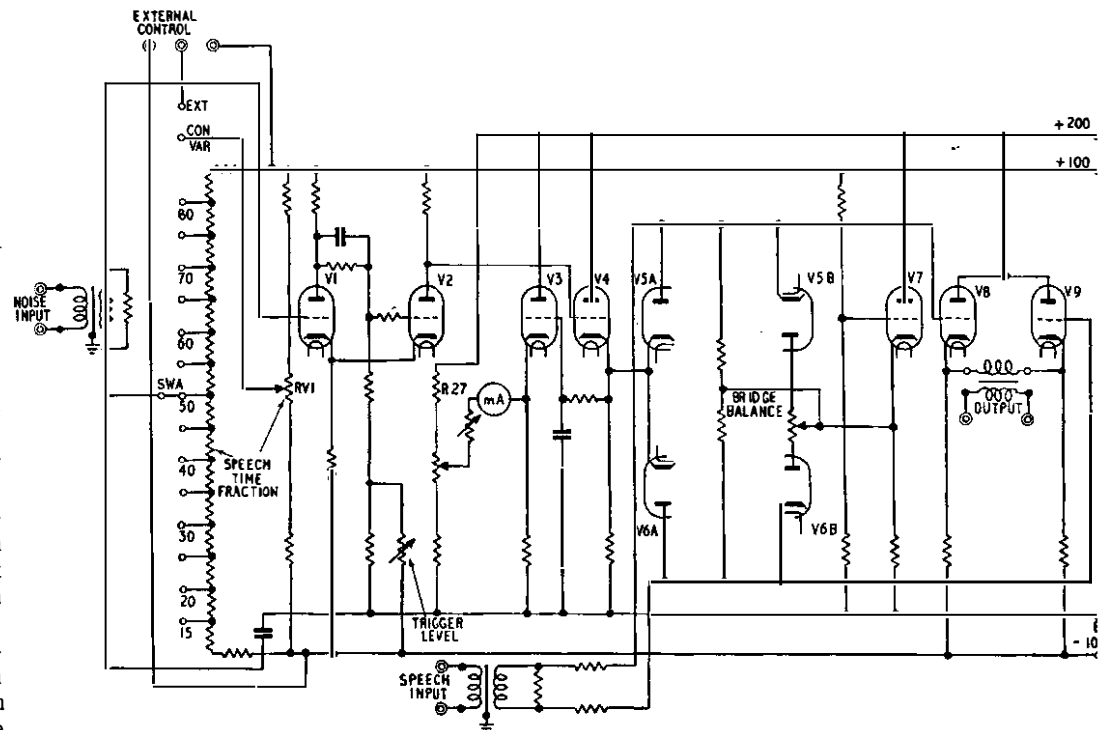 EXTERNAL
CONTROL
EXT
CON
VAR
+200
+100
80
70
60
50
40
30
20
15
NOISE
INPUT
SWA
RV1
SPEECH
TIME
FRACTION
V1
V2
V3
V4
V5A
V5B
V7
V8
V9
R27
mA
BRIDGE
BALANCE
OUTPUT
V6A
V6B
TRIGGER
LEVEL
SPEECH
INPUT